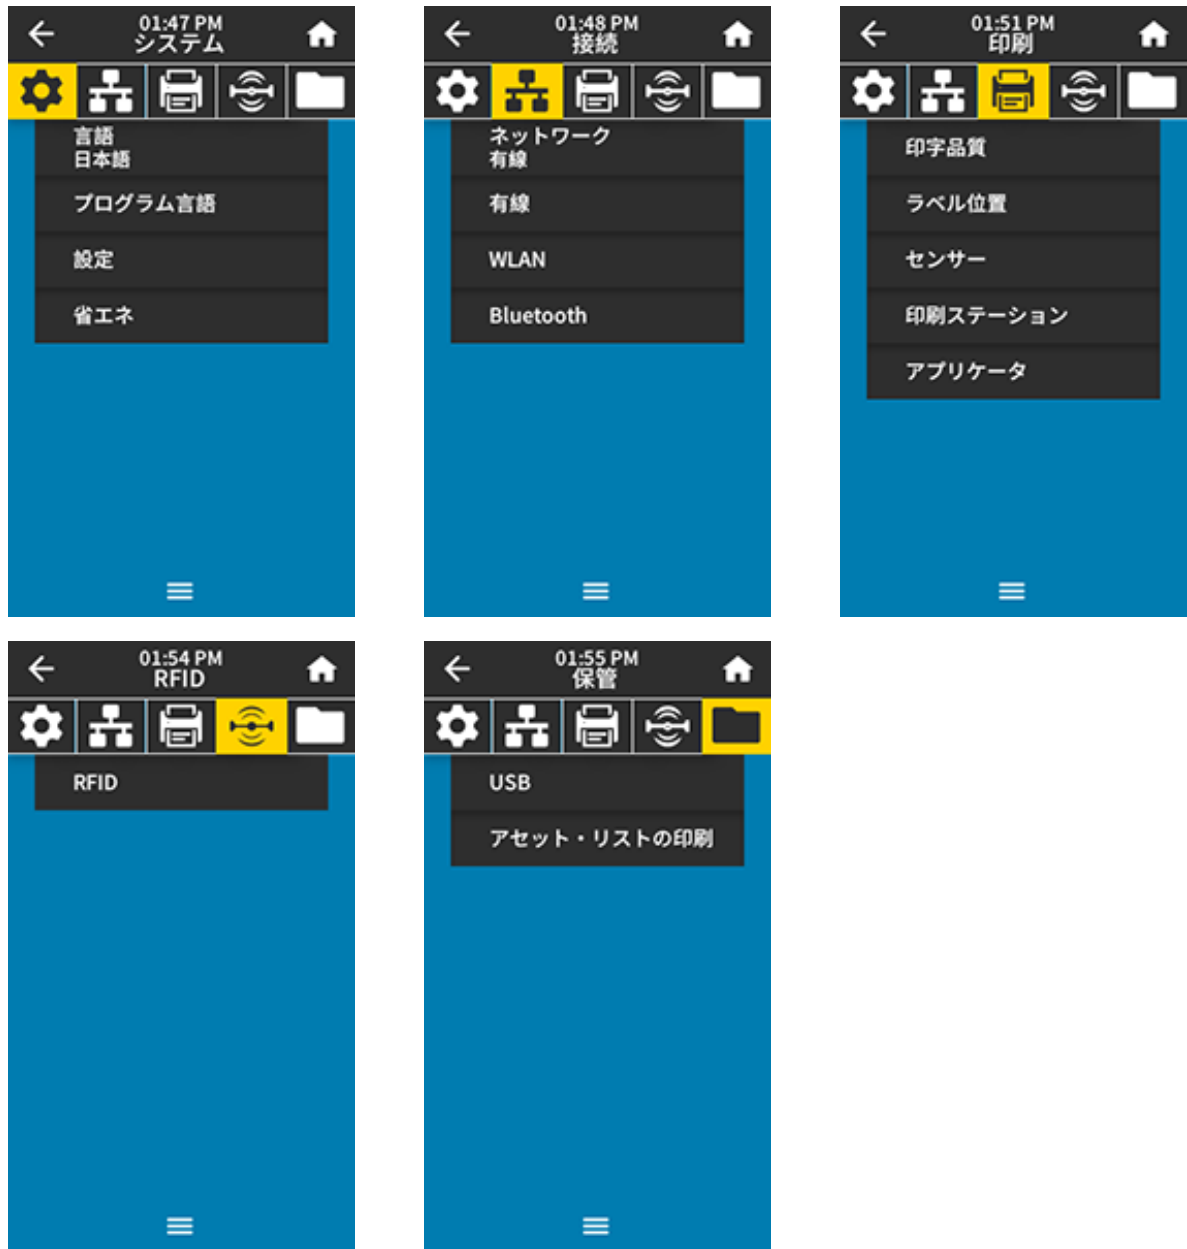 01:47 PM
システム
言語
日本語
プログラム言語
設定
省エネ
01:48 PM
接続
ネットワーク
有線
有線
WLAN
Bluetooth
01:51 PM
印刷
印字品質
ラベル位置
センサー
印刷ステーション
アプリケータ
01:54 PM
RFID
RFID
01:55 PM
保管
USB
アセット・リストの印刷